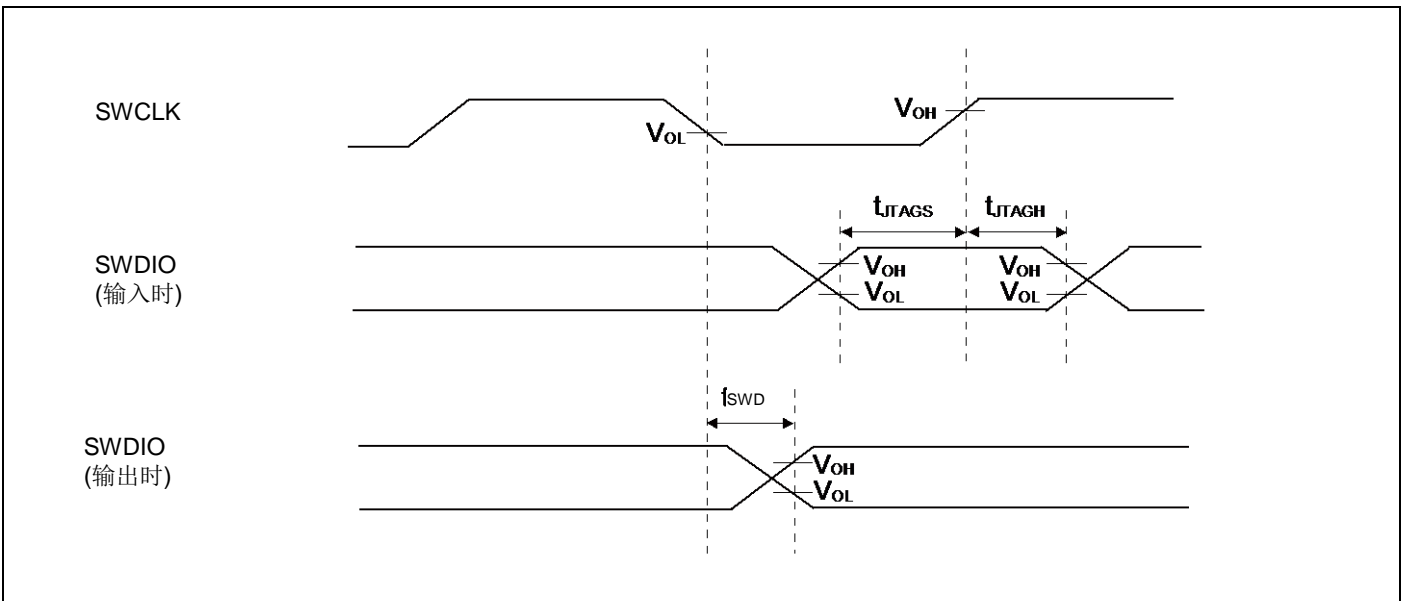 SWCLK
VOL
VOH
tJTAGS
tJTAGH
SWDIO
(输入时)
VOH
VOL
VOH
VOL
tSWD
SWDIO
(输出时)
VOH
VOL